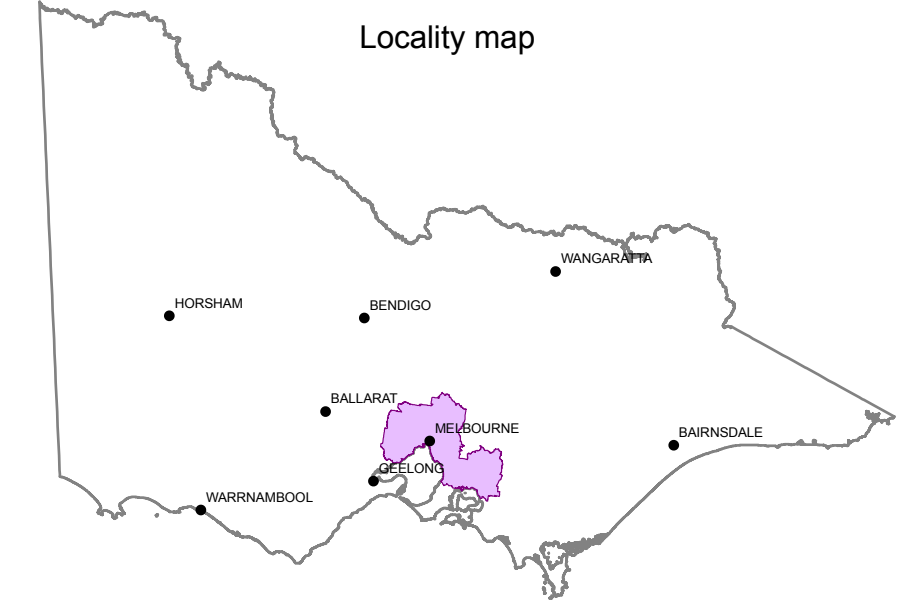 Locality map
WANGARATTA
HORSHAM
BENDIGO
BALLARAT
MELBOURNE
BAIRNSDALE
GEELONG
WARRNAMBOOL